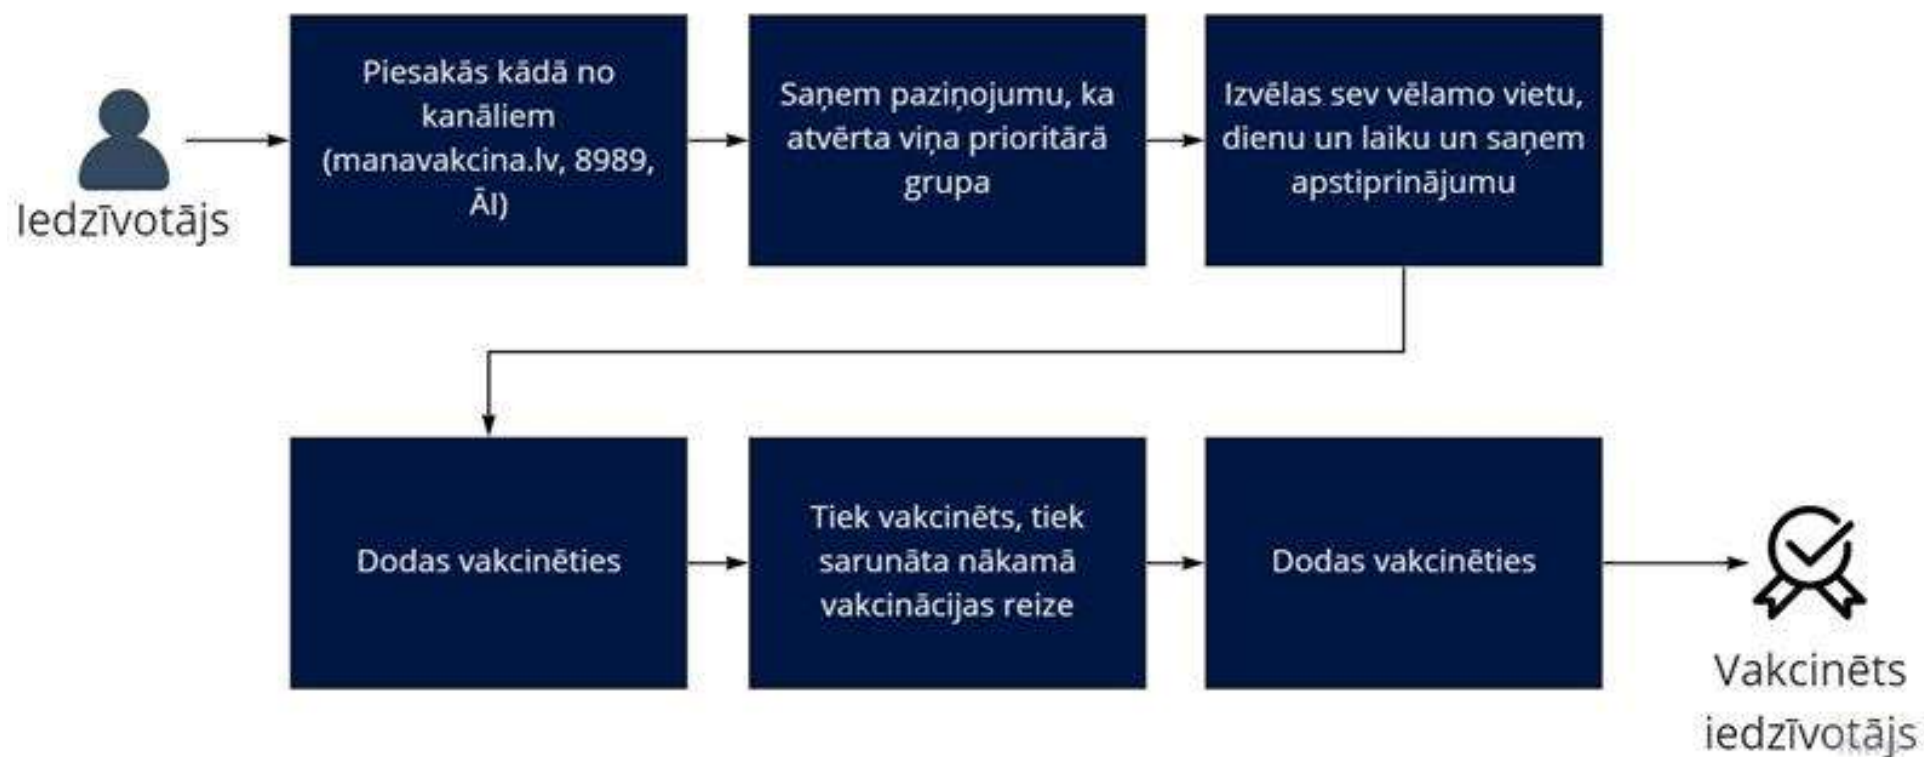 Iedzīvotājs
Piesakās kādā no
kanāliem
(manavakcina.lv, 8989,
ĀI)
Saņem paziņojumu, ka
atvērta viņa prioritārā
grupa
Izvēlas sev vēlamo vietu,
dienu un laiku un saņem
apstiprinājumu
Dodas vakcinēties
Tiek vakcinēts, tiek
sarunāta nākamā
vakcinācijas reize
Dodas vakcinēties
Vakcinēts
iedzīvotājs